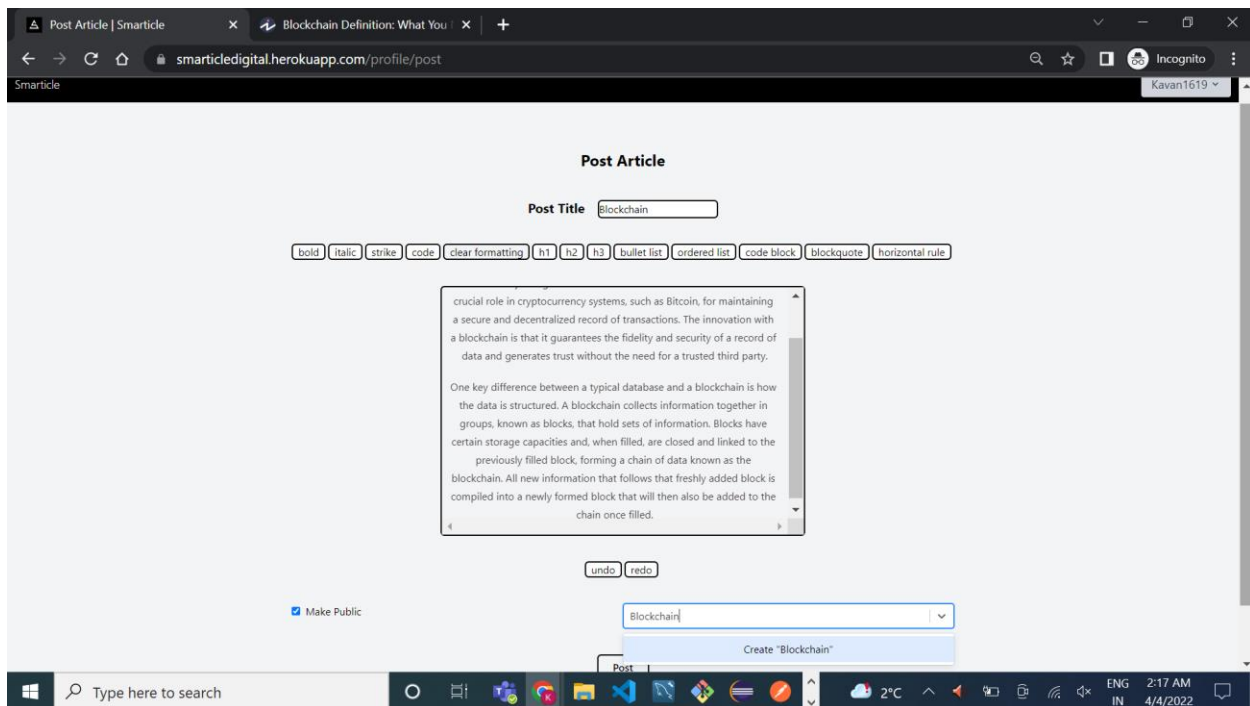 Post Article | Smarticle
Blockchain Definition: What You
smarticledigital.herokuapp.com/profile/post
Incognito
Smarticle
Kavan1619
Post Article
Post Title Blockchain
bold italic strike code clear formatting h1 h2 h3 bullet list ordered list code block blockquote horizontal rule
crucial role in cryptocurrency systems, such as Bitcoin, for maintaining
a secure and decentralized record of transactions. The innovation with
a blockchain is that it guarantees the fidelity and security of a record of
data and generates trust without the need for a trusted third party.
One key difference between a typical database and a blockchain is how
the data is structured. A blockchain collects information together in
groups, known as blocks, that hold sets of information. Blocks have
certain storage capacities and, when filled, are closed and linked to the
previously filled block, forming a chain of data known as the
blockchain. All new information that follows that freshly added block is
compiled into a newly formed block that will then also be added to the
chain once filled.
undo redo
Make Public
Blockchain
Create "Blockchain"
Post
Type here to search
2°C
ENG
IN
2:17 AM
4/4/2022